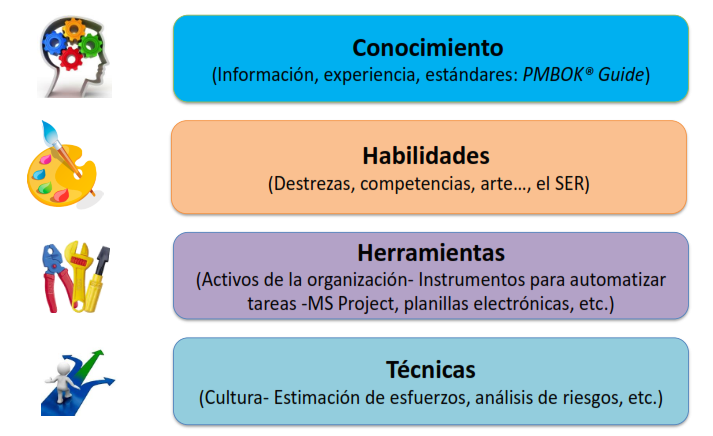 Conocimiento
(Información, experiencia, estándares: PMBOK® Guide)
Habilidades
(Destrezas, competencias, arte…, el SER)
Herramientas
(Activos de la organización- Instrumentos para automatizar
tareas -MS Project, planillas electrónicas, etc.)
Técnicas
(Cultura- Estimación de esfuerzos, análisis de riesgos, etc.)